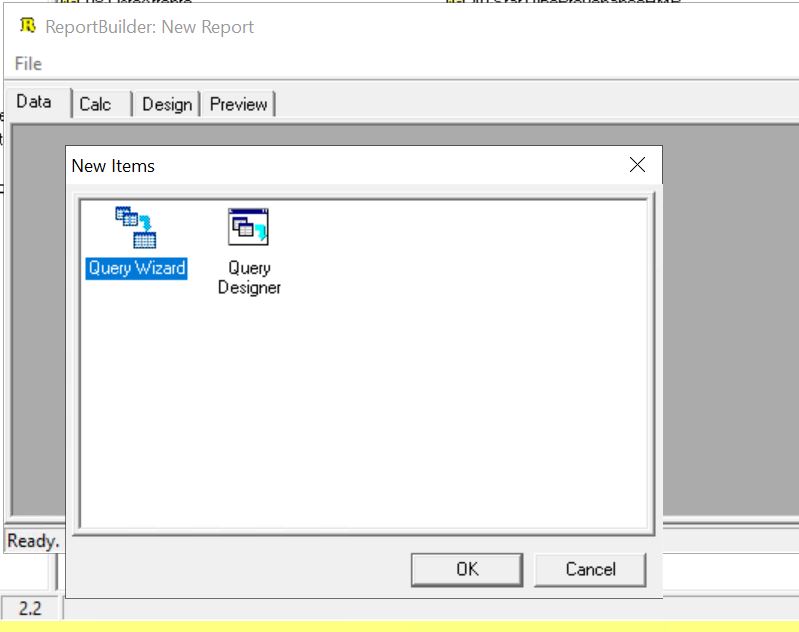 ReportBuilder: New Report
File
Data Calc Design Preview
New Items
Query Wizard Query
Designer
Ready.
OK Cancel
2.2